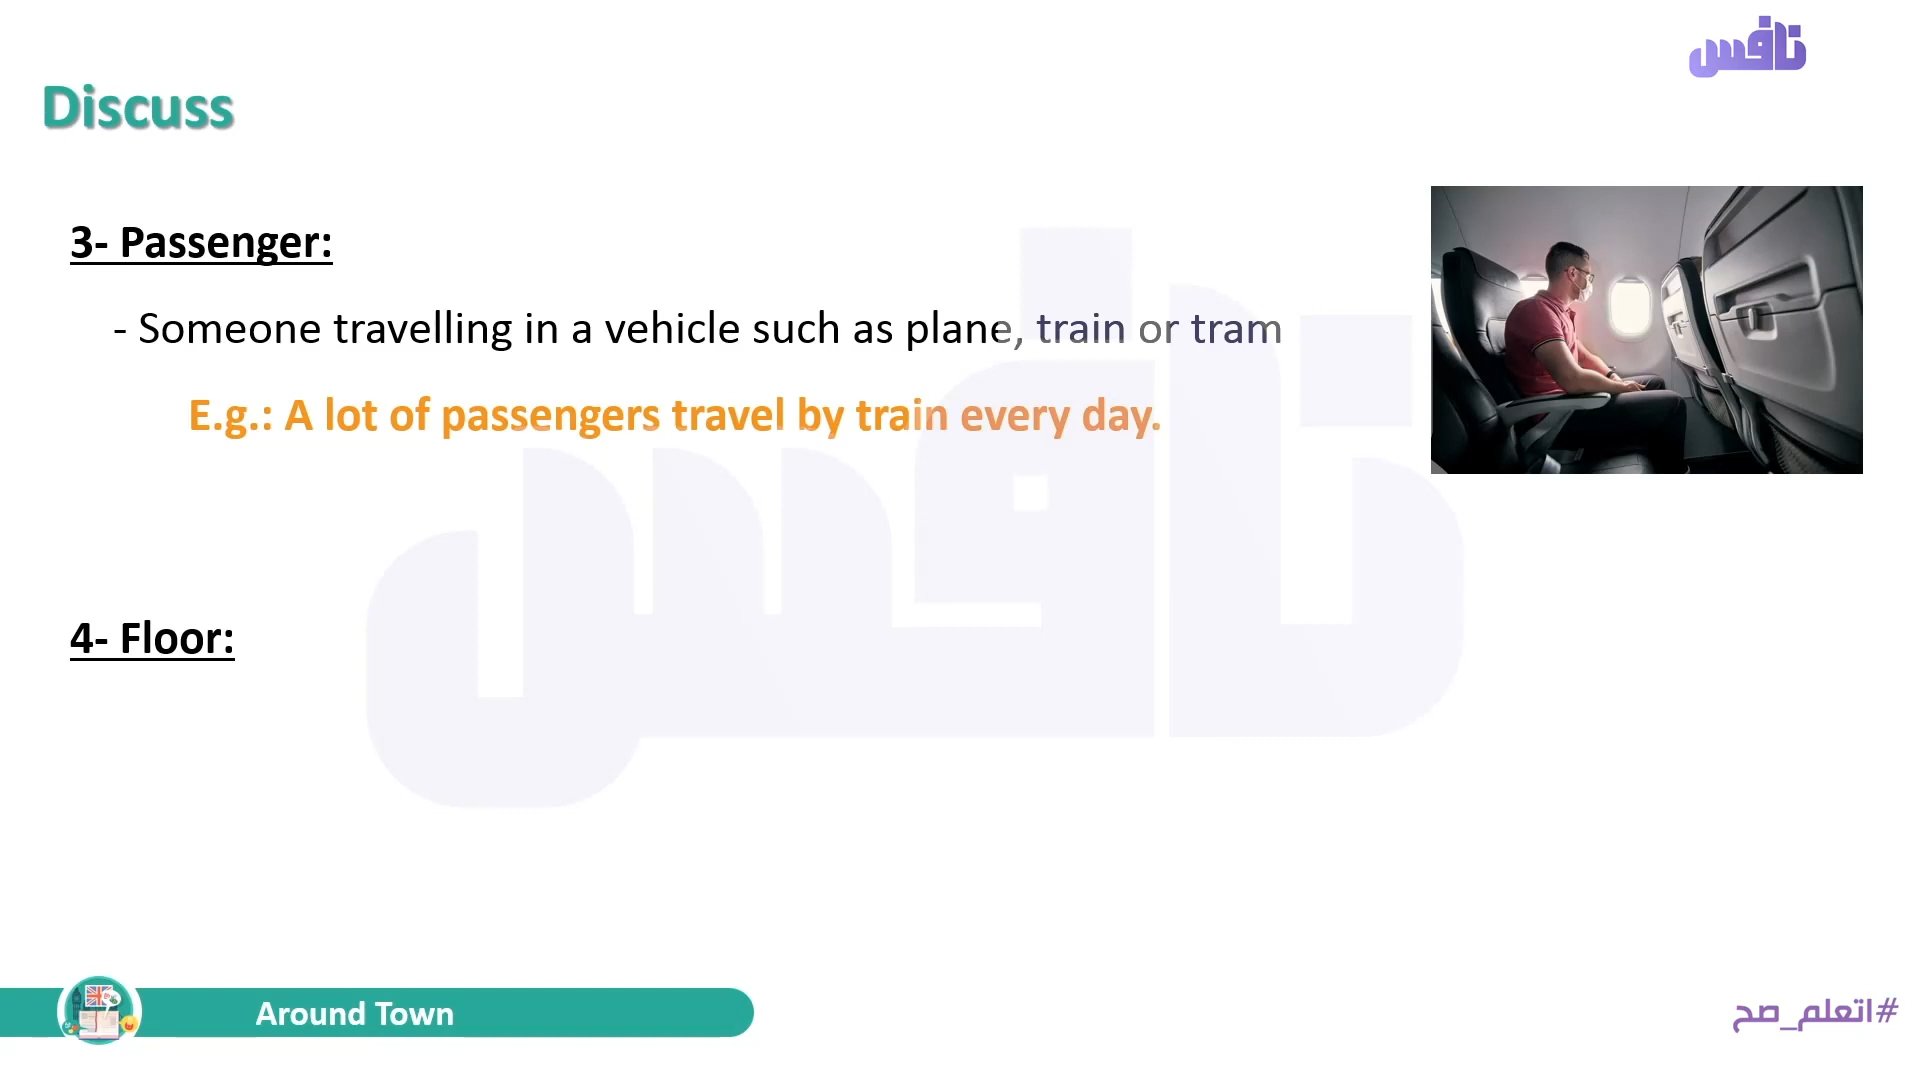 نافس
Discuss
3- Passenger:
- Someone travelling in a vehicle such as plane, train or tram
E.g.: A lot of passengers travel by train every day.
نافس
4- Floor:
Around Town
#اتعلم_صح